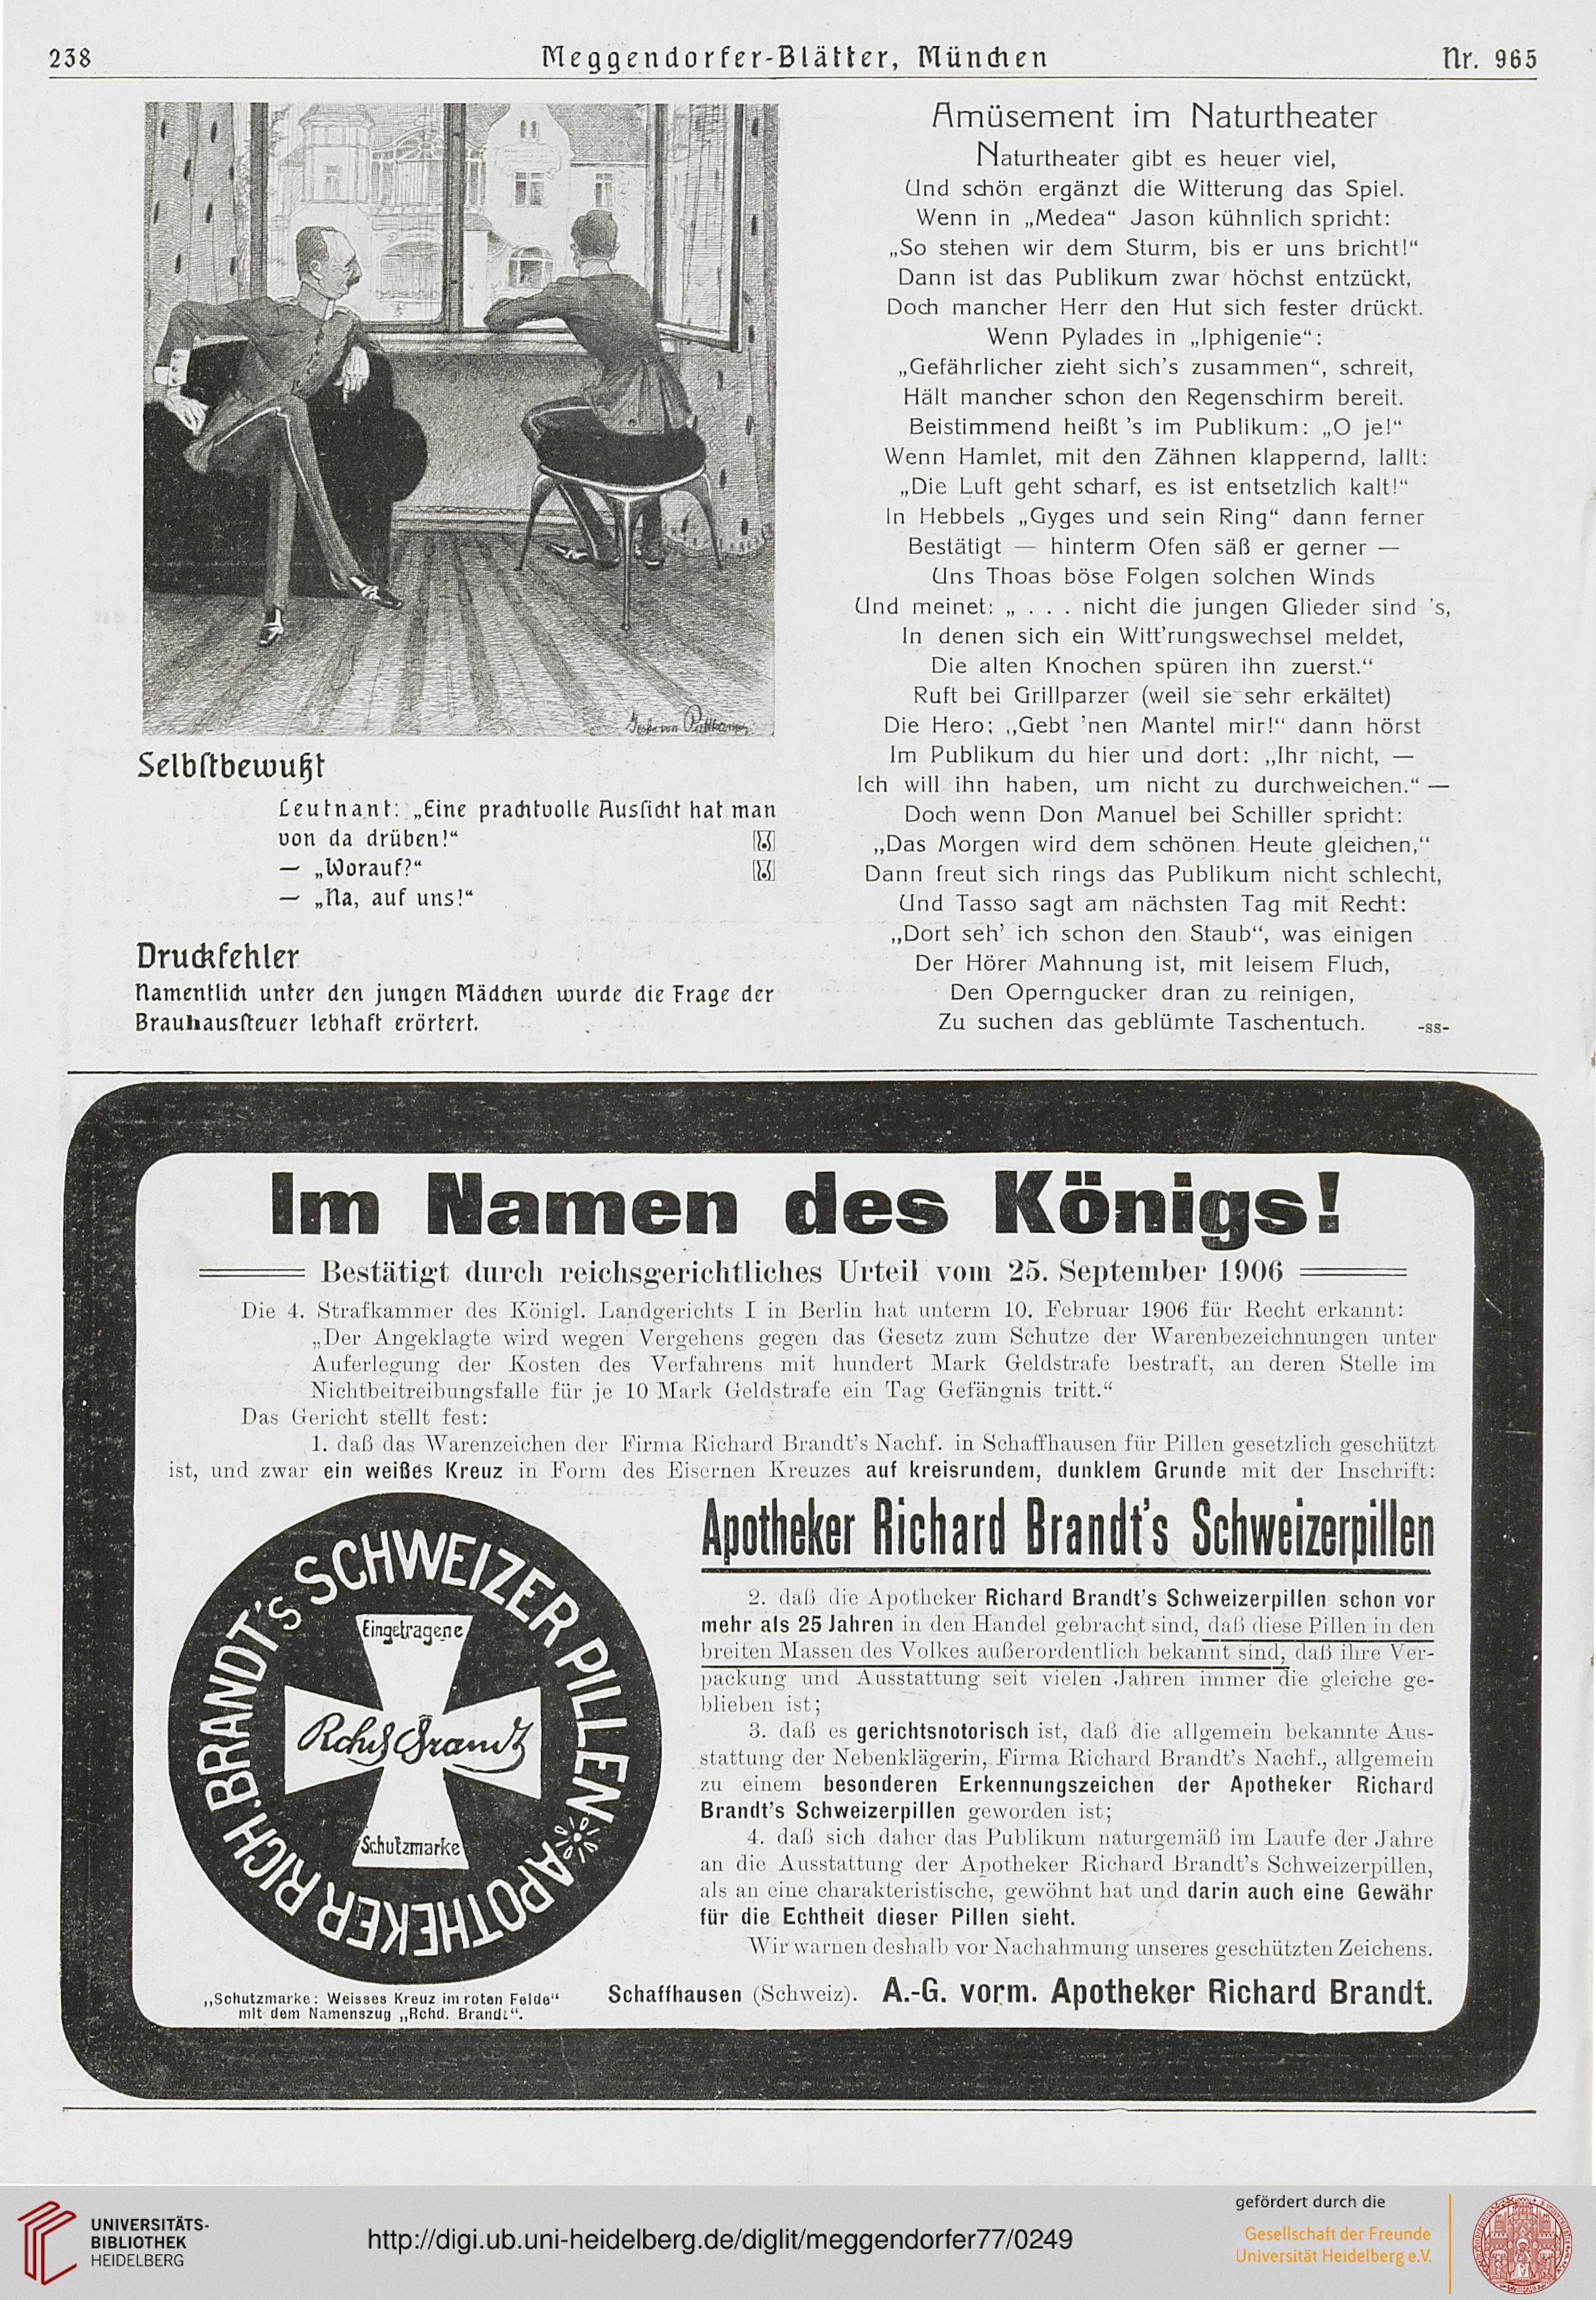 238
Meggendorfer-Blätter, München
Nr. 965
Selbſtbewußt
Leutnant: „Eine prachtvolle Ausſicht hat man
von da drüben!“
— „Worauf?“
— „Na, auf uns!“
Druckfehler
Namentlich unter den jungen Mädchen wurde die Frage der
Brauhausſteuer lebhaft erörtert.
Amüsement im Naturtheater
Naturtheater gibt es heuer viel,
Und schön ergänzt die Witterung das Spiel.
Wenn in „Medea“ Jason kühnlich spricht:
„So stehen wir dem Sturm, bis er uns bricht!“
Dann ist das Publikum zwar höchst entzückt,
Doch mancher Herr den Hut sich fester drückt.
Wenn Pylades in „Iphigenie“:
„Gefährlicher zieht sich's zusammen“, schreit,
Hält mancher schon den Regenschirm bereit.
Beistimmend heißt 's im Publikum: „O je!“
Wenn Hamlet, mit den Zähnen klappernd, lallt:
„Die Luft geht scharf, es ist entsetzlich kalt!“
In Hebbels „Gyges und sein Ring“ dann ferner
Bestätigt — hinterm Ofen säß er gerner —
Uns Thoas böse Folgen solchen Winds
Und meinet: „ . . . nicht die jungen Glieder sind 's,
In denen sich ein Witt'rungswechsel meldet,
Die alten Knochen spüren ihn zuerst.“
Ruft bei Grillparzer (weil sie sehr erkältet)
Die Hero: „Gebt 'nen Mantel mir!“ dann hörst
Im Publikum du hier und dort: „Ihr nicht, —
Ich will ihn haben, um nicht zu durchweichen.“ —
Doch wenn Don Manuel bei Schiller spricht:
„Das Morgen wird dem schönen Heute gleichen,“
Dann freut sich rings das Publikum nicht schlecht,
Und Tasso sagt am nächsten Tag mit Recht:
„Dort seh' ich schon den Staub“, was einigen
Der Hörer Mahnung ist, mit leisem Fluch,
Den Operngucker dran zu reinigen,
Zu suchen das geblümte Taschentuch. -ss-
Im Namen des Königs!
Bestätigt durch reichsgerichtliches Urteil vom 25. September 1906
Die 4. Strafkammer des Königl. Landgerichts I in Berlin hat unterm 10. Februar 1906 für Recht erkannt:
„Der Angeklagte wird wegen Vergehens gegen das Gesetz zum Schutze der Warenbezeichnungen unter
Auferlegung der Kosten des Verfahrens mit hundert Mark Geldstrafe bestraft, an deren Stelle im
Nichtbeitreibungsfalle für je 10 Mark Geldstrafe ein Tag Gefängnis tritt.“
Das Gericht stellt fest:
1. daß das Warenzeichen der Firma Richard Brandt's Nachf. in Schaffhausen für Pillen gesetzlich geschützt
ist, und zwar ein weißes Kreuz in Form des Eisernen Kreuzes auf kreisrundem, dunklem Grunde mit der Inschrift:
APOTHEKER RICH. BRANDT'S SCHWEIZER PILLEN
Eingetragene
Rchd Brandt
Schutzmarke
„Schutzmarke: Weisses Kreuz im roten Felde“
mit dem Namenszug „Rchd. Brandt“.
Apotheker Richard Brandt's Schweizerpillen
2. daß die Apotheker Richard Brandt's Schweizerpillen schon vor
mehr als 25 Jahren in den Handel gebracht sind, daß diese Pillen in den
breiten Massen des Volkes außerordentlich bekannt sind, daß ihre Ver-
packung und Ausstattung seit vielen Jahren immer die gleiche ge-
blieben ist;
3. daß es gerichtsnotorisch ist, daß die allgemein bekannte Aus-
stattung der Nebenklägerin, Firma Richard Brandt's Nachf., allgemein
zu einem besonderen Erkennungszeichen der Apotheker Richard
Brandt's Schweizerpillen geworden ist;
4. daß sich daher das Publikum naturgemäß im Laufe der Jahre
an die Ausstattung der Apotheker Richard Brandt's Schweizerpillen,
als an eine charakteristische, gewöhnt hat und darin auch eine Gewähr
für die Echtheit dieser Pillen sieht.
Wir warnen deshalb vor Nachahmung unseres geschützten Zeichens.
Schaffhausen (Schweiz). A.-G. vorm. Apotheker Richard Brandt.
UNIVERSITÄTS-
BIBLIOTHEK
HEIDELBERG
http://digi.ub.uni-heidelberg.de/diglit/meggendorfer77/0249
gefördert durch die
Gesellschaft der Freunde
Universität Heidelberg e.V.